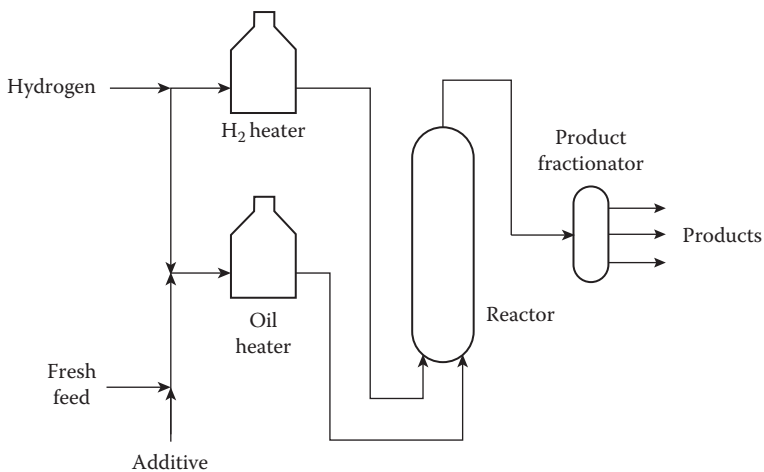 Hydrogen
H₂ heater
Product
fractionator
Products
Oil
heater
Reactor
Fresh
feed
Additive